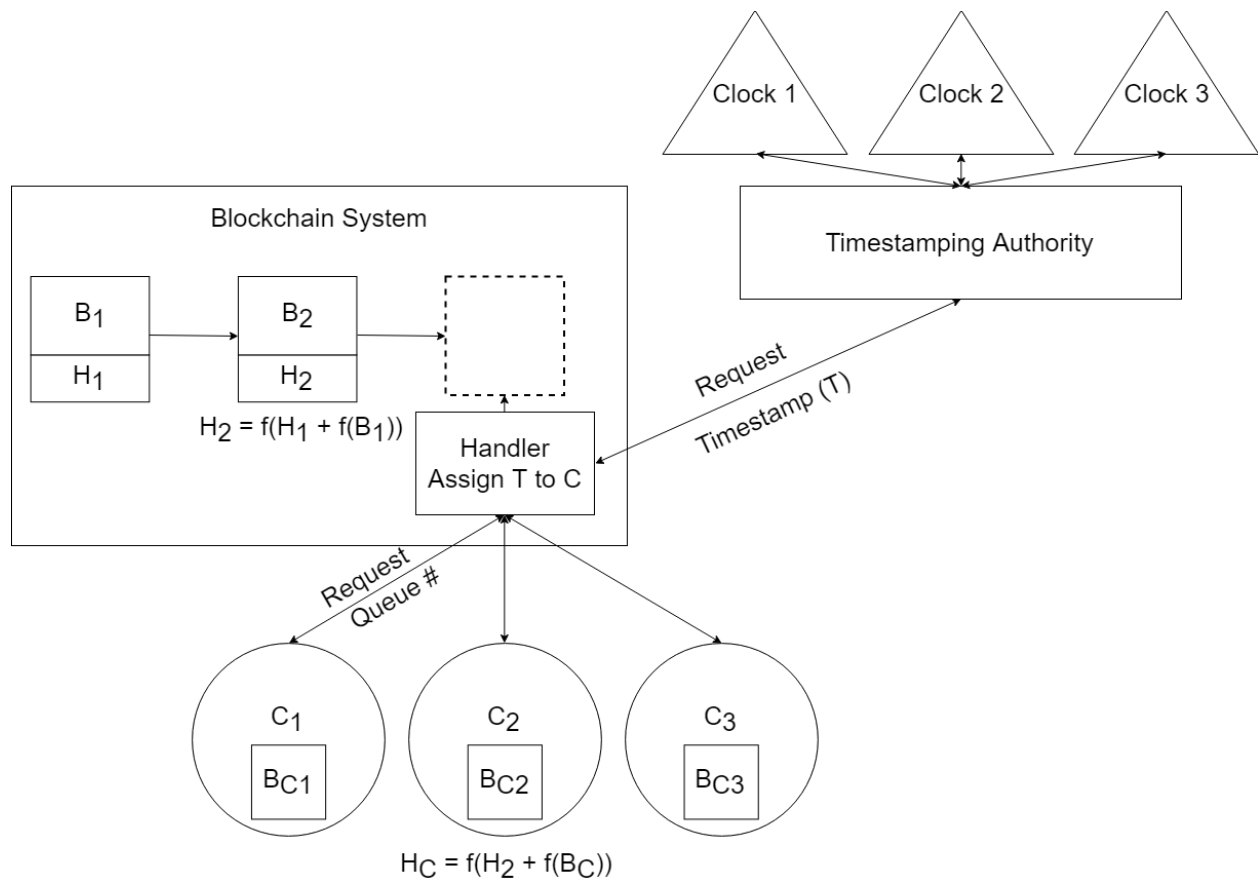 Clock 1
Clock 2
Clock 3
Timestamping Authority
Blockchain System
B1
B2
H1
H2
H2 = f(H1 + f(B1))
Handler
Assign T to C
Request
Timestamp (T)
Request
Queue #
C1
C2
C3
BC1
BC2
BC3
HC = f(H2 + f(BC))